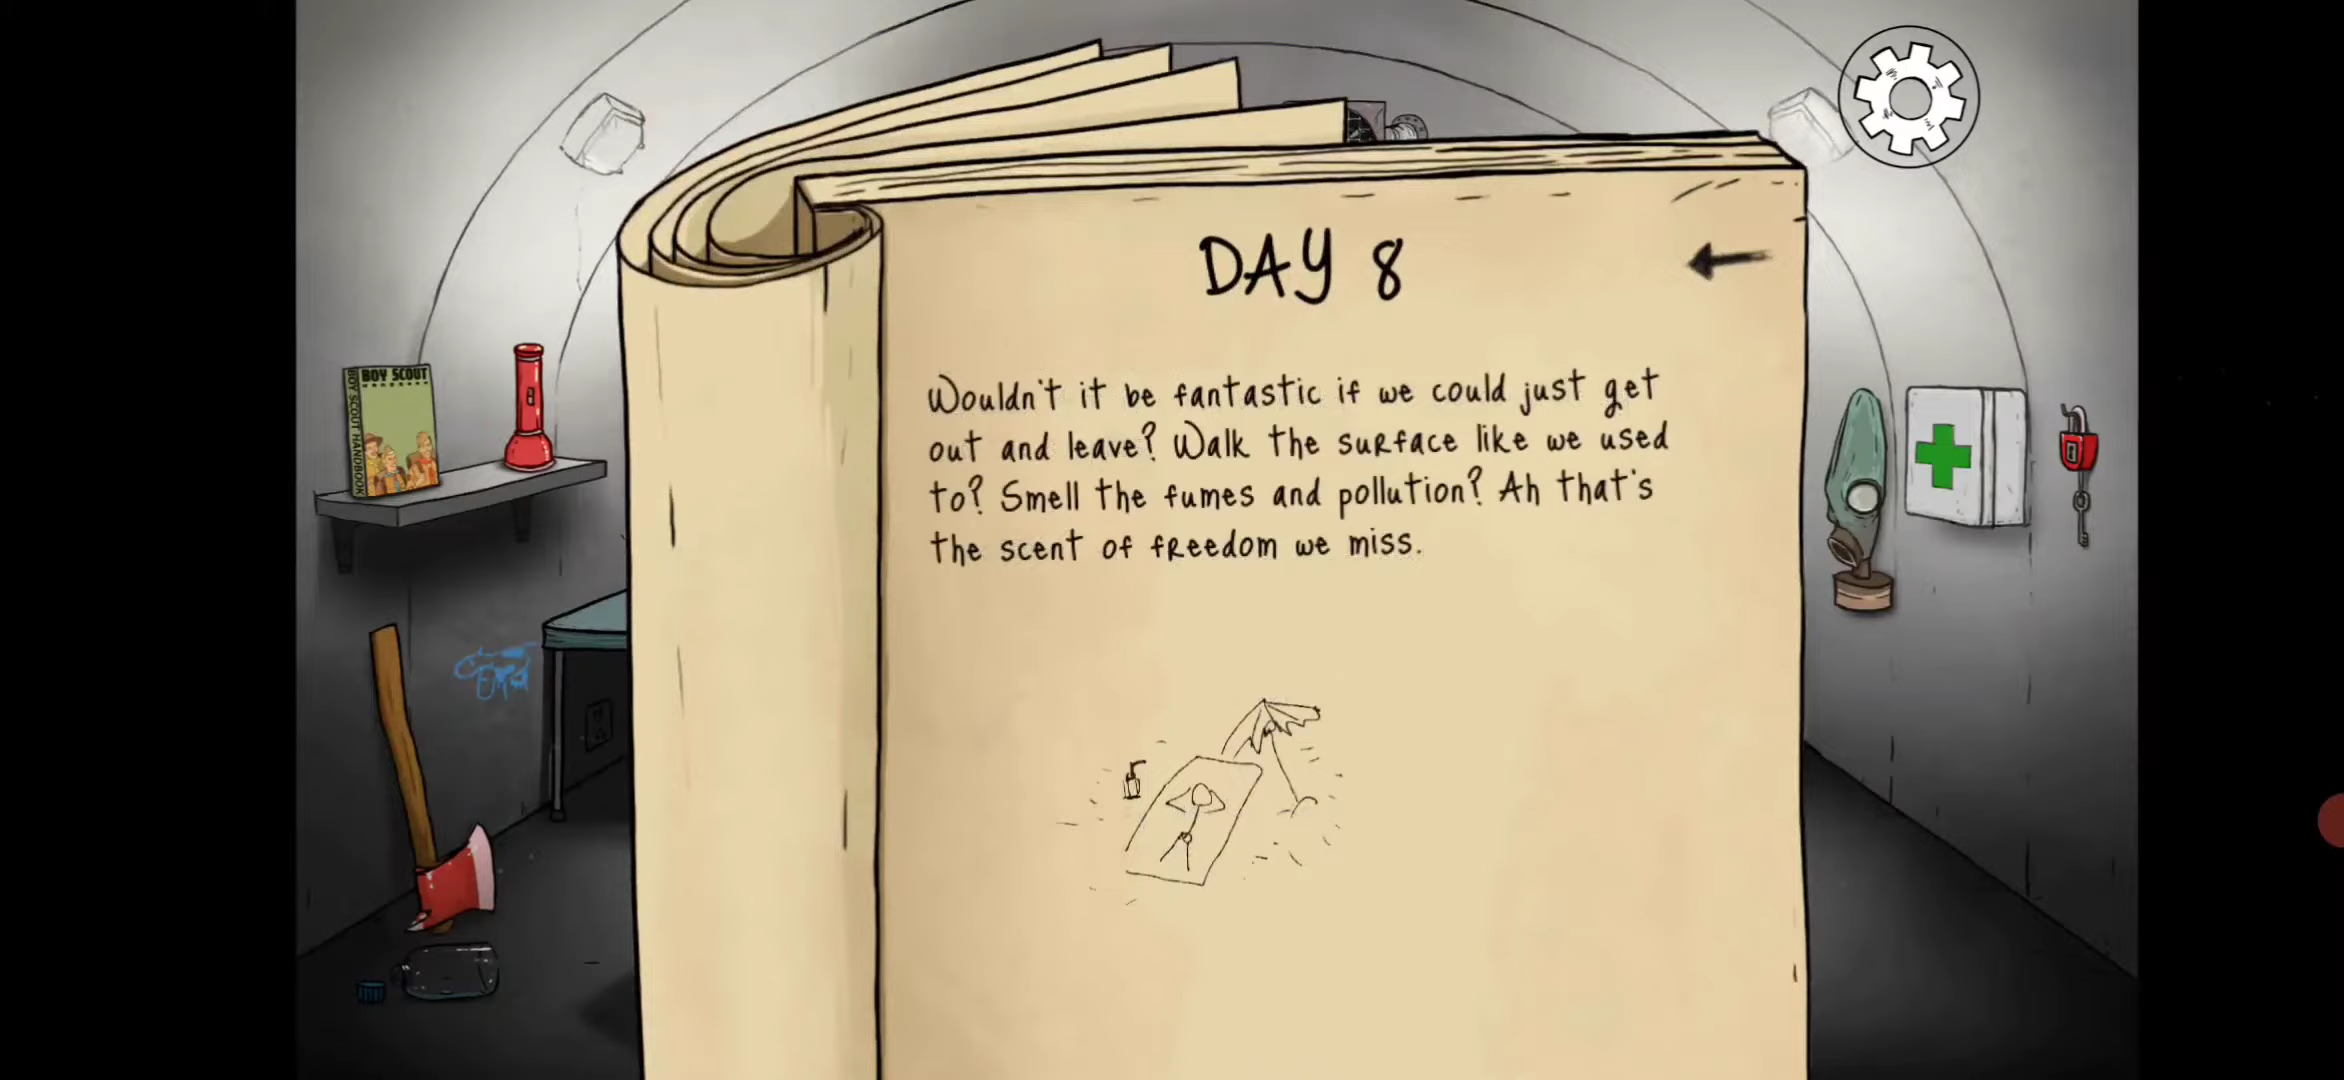 DAY 8
Wouldn't it be fantastic if we could just get
out and leave? Walk the surface like we used
to? Smell the fumes and pollution? Ah that's
the scent of freedom we miss.
BOY SCOUT
BOY SCOUT HANDBOOK